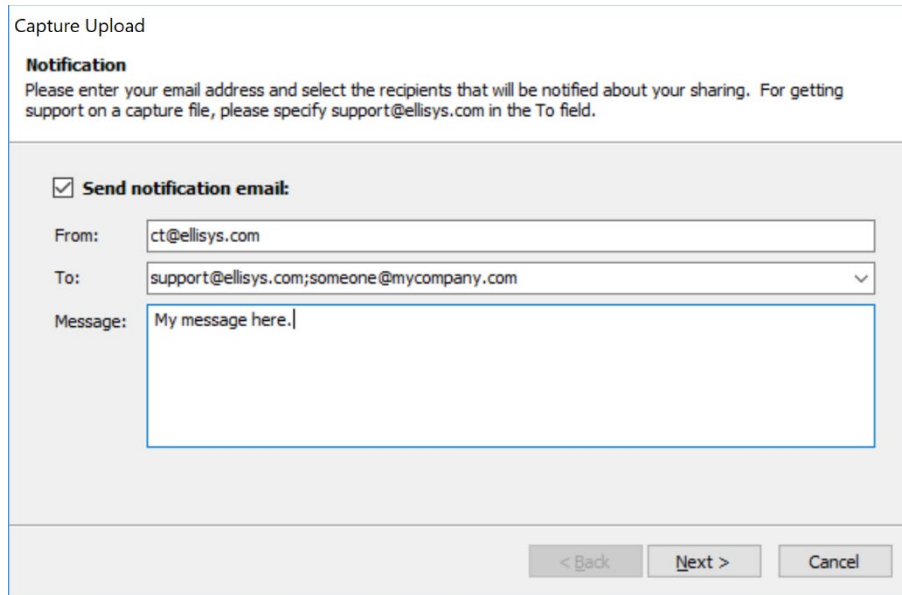 Capture Upload
Notification
Please enter your email address and select the recipients that will be notified about your sharing.  For getting
support on a capture file, please specify support@ellisys.com in the To field.
Send notification email:
From: ct@ellisys.com
To: support@ellisys.com;someone@mycompany.com
Message: My message here.
< Back Next > Cancel